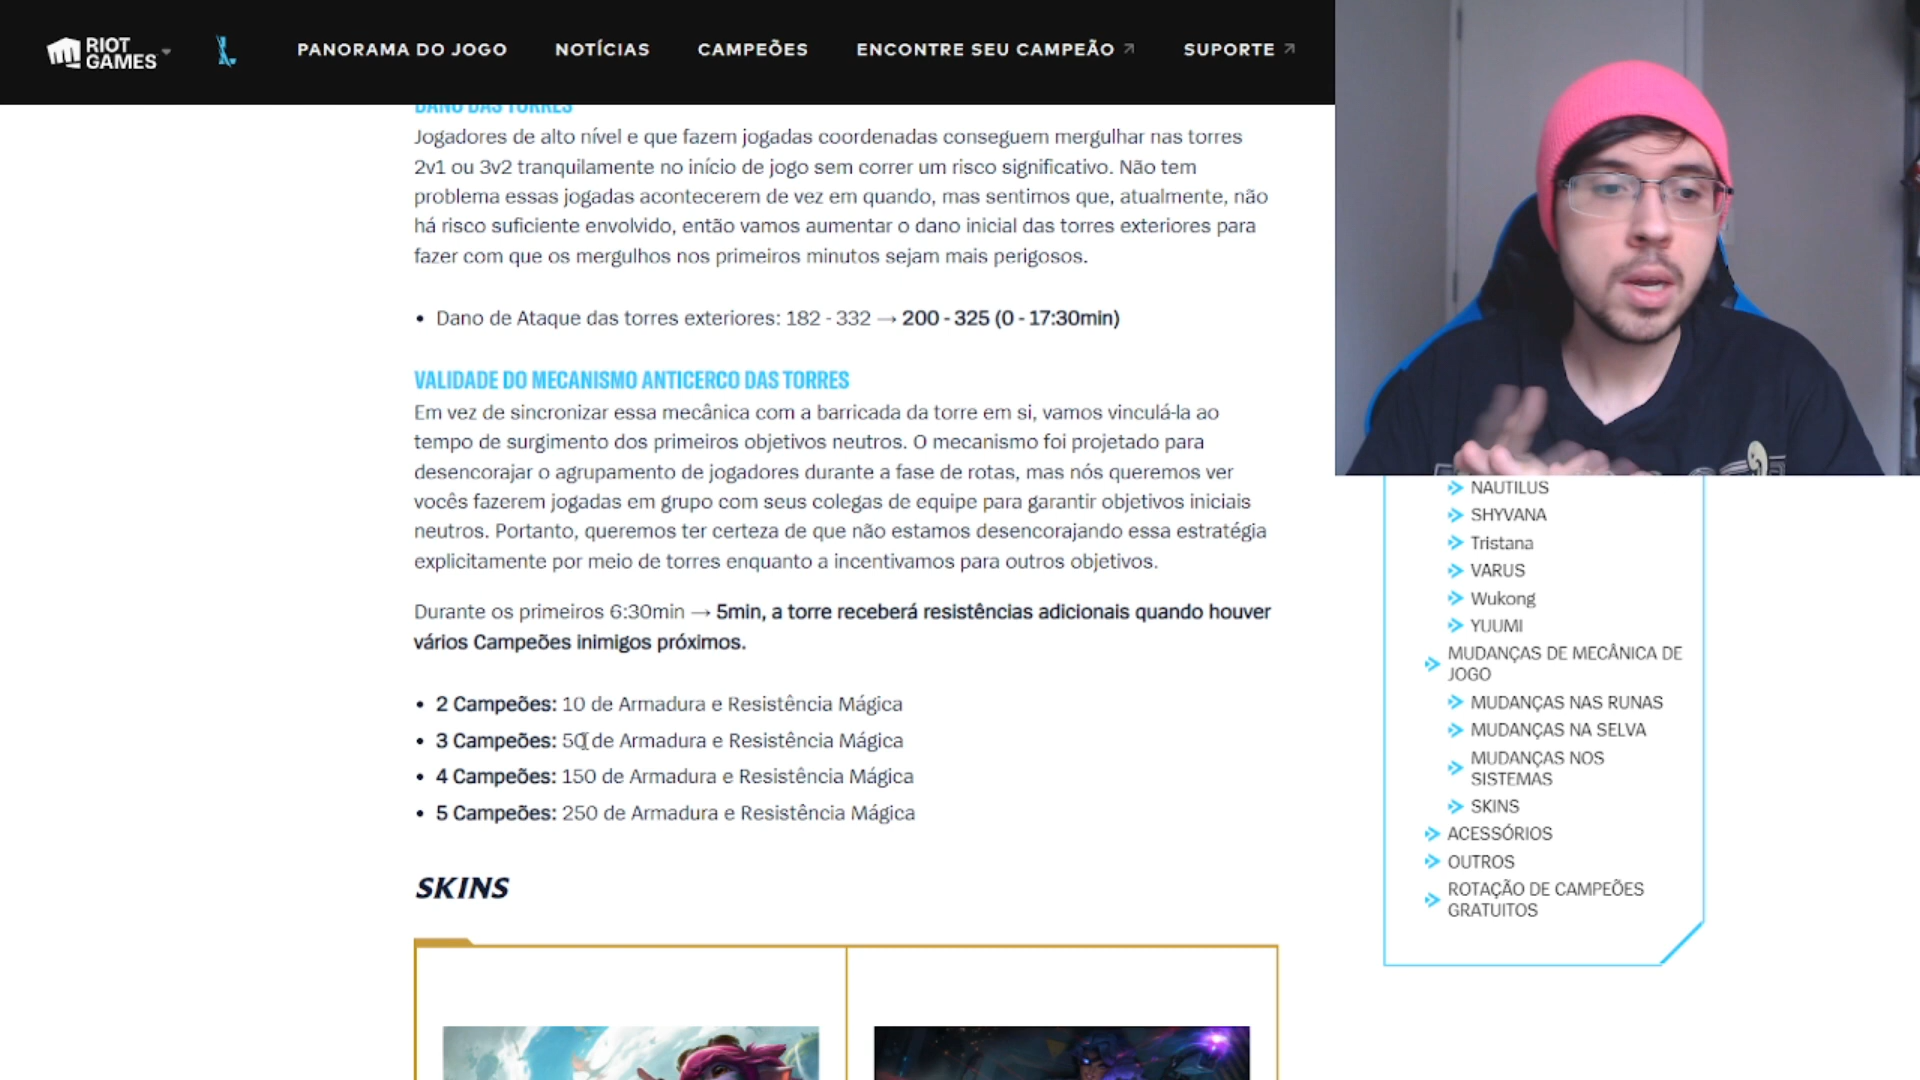 RIOT
GAMES
PANORAMA DO JOGO
NOTÍCIAS
CAMPEÕES
ENCONTRE SEU CAMPEÃO
SUPORTE
DANO DAS TORRES
Jogadores de alto nível e que fazem jogadas coordenadas conseguem mergulhar nas torres
2v1 ou 3v2 tranquilamente no início de jogo sem correr um risco significativo. Não tem
problema essas jogadas acontecerem de vez em quando, mas sentimos que, atualmente, não
há risco suficiente envolvido, então vamos aumentar o dano inicial das torres exteriores para
fazer com que os mergulhos nos primeiros minutos sejam mais perigosos.
• Dano de Ataque das torres exteriores: 182 - 332 → 200 - 325 (0 - 17:30min)
VALIDADE DO MECANISMO ANTICERCO DAS TORRES
Em vez de sincronizar essa mecânica com a barricada da torre em si, vamos vinculá-la ao
tempo de surgimento dos primeiros objetivos neutros. O mecanismo foi projetado para
desencorajar o agrupamento de jogadores durante a fase de rotas, mas nós queremos ver
vocês fazerem jogadas em grupo com seus colegas de equipe para garantir objetivos iniciais
neutros. Portanto, queremos ter certeza de que não estamos desencorajando essa estratégia
explicitamente por meio de torres enquanto a incentivamos para outros objetivos.
Durante os primeiros 6:30min → 5min, a torre receberá resistências adicionais quando houver
vários Campeões inimigos próximos.
• 2 Campeões: 10 de Armadura e Resistência Mágica
• 3 Campeões: 50 de Armadura e Resistência Mágica
• 4 Campeões: 150 de Armadura e Resistência Mágica
• 5 Campeões: 250 de Armadura e Resistência Mágica
SKINS
NAUTILUS
SHYVANA
Tristana
VARUS
Wukong
YUUMI
MUDANÇAS DE MECÂNICA DE
JOGO
MUDANÇAS NAS RUNAS
MUDANÇAS NA SELVA
MUDANÇAS NOS
SISTEMAS
SKINS
ACESSÓRIOS
OUTROS
ROTAÇÃO DE CAMPEÕES
GRATUITOS